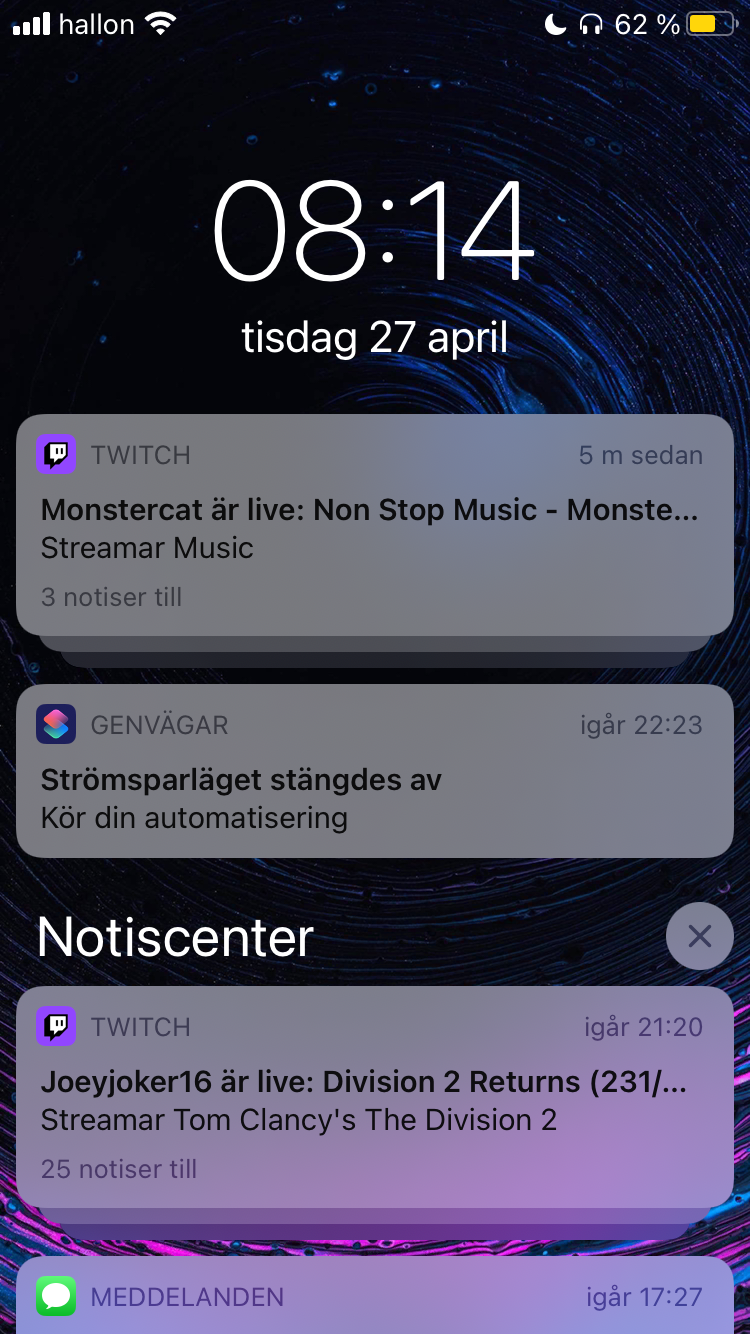 hallon 62 %
08:14
tisdag 27 april
TWITCH 5 m sedan
Monstercat är live: Non Stop Music - Monste...
Streamar Music
3 notiser till
GENVÄGAR igår 22:23
Strömsparläget stängdes av
Kör din automatisering
Notiscenter
TWITCH igår 21:20
Joeyjoker16 är live: Division 2 Returns (231/...
Streamar Tom Clancy's The Division 2
25 notiser till
MEDDELANDEN igår 17:27